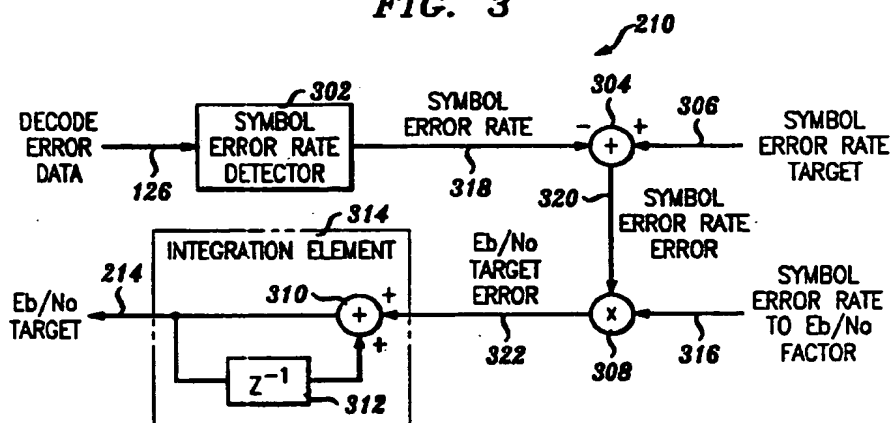 FIG. 3
210
302
304
306
DECODE
ERROR
DATA
126
SYMBOL
ERROR RATE
DETECTOR
SYMBOL
ERROR RATE
318
−
+
+
SYMBOL
ERROR RATE
TARGET
320
SYMBOL
ERROR RATE
ERROR
314
INTEGRATION ELEMENT
214
Eb/No
TARGET
310
+
+
+
Z⁻¹
312
Eb/No
TARGET
ERROR
322
x
308
316
SYMBOL
ERROR RATE
TO Eb/No
FACTOR